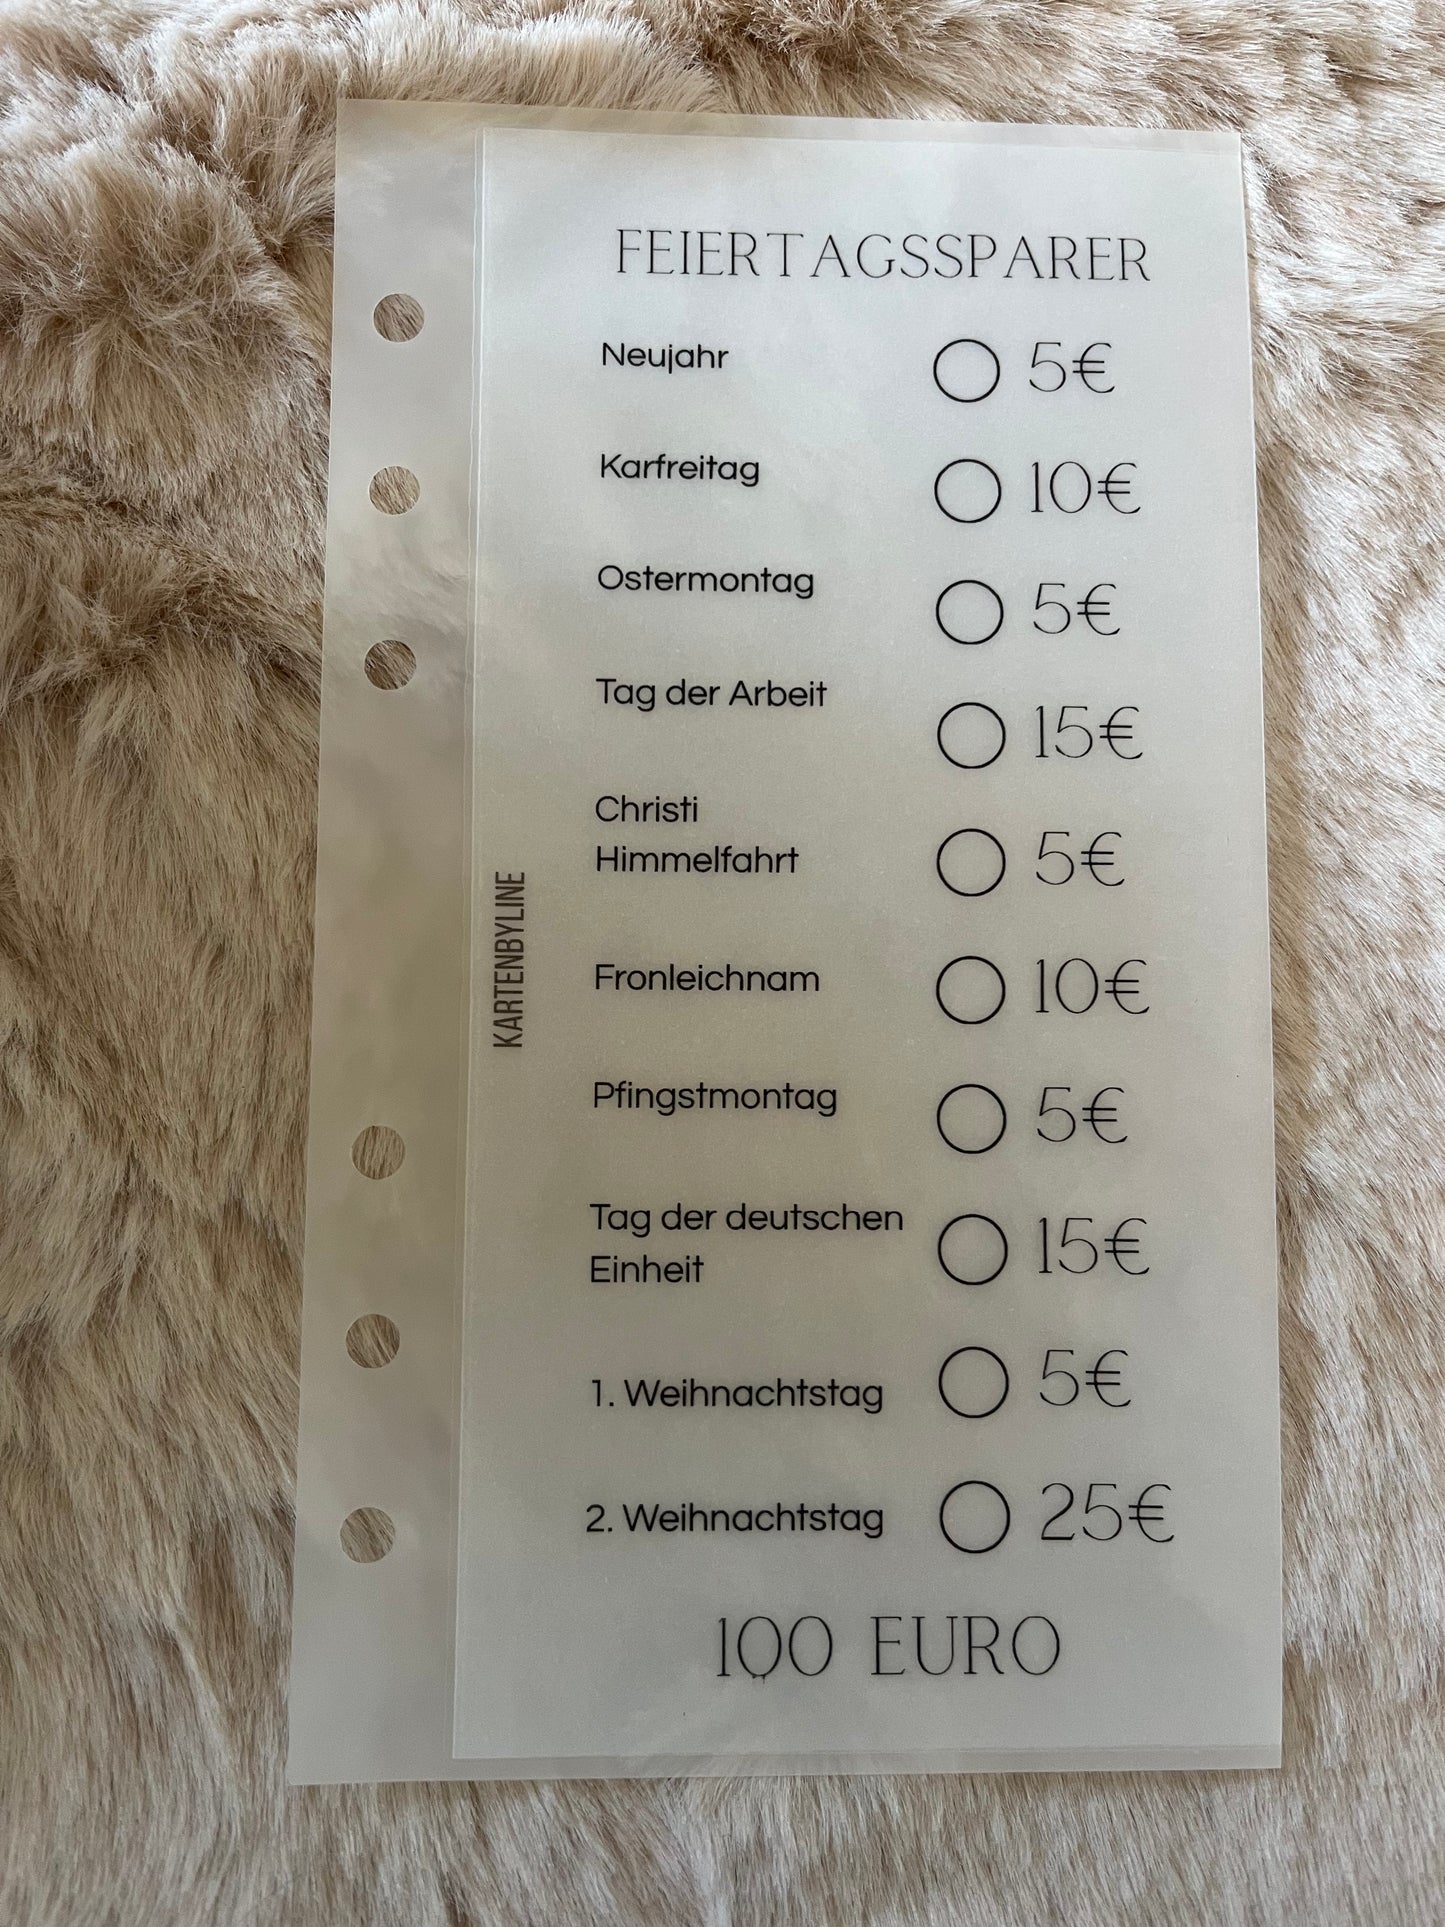 FEIERTAGSSPARER
Neujahr 5€
Karfreitag 10€
Ostermontag 5€
Tag der Arbeit 15€
Christi
Himmelfahrt 5€
Fronleichnam 10€
Pfingstmontag 5€
Tag der deutschen
Einheit 15€
1. Weihnachtstag 5€
2. Weihnachtstag 25€
100 EURO
KARTENBYLINE